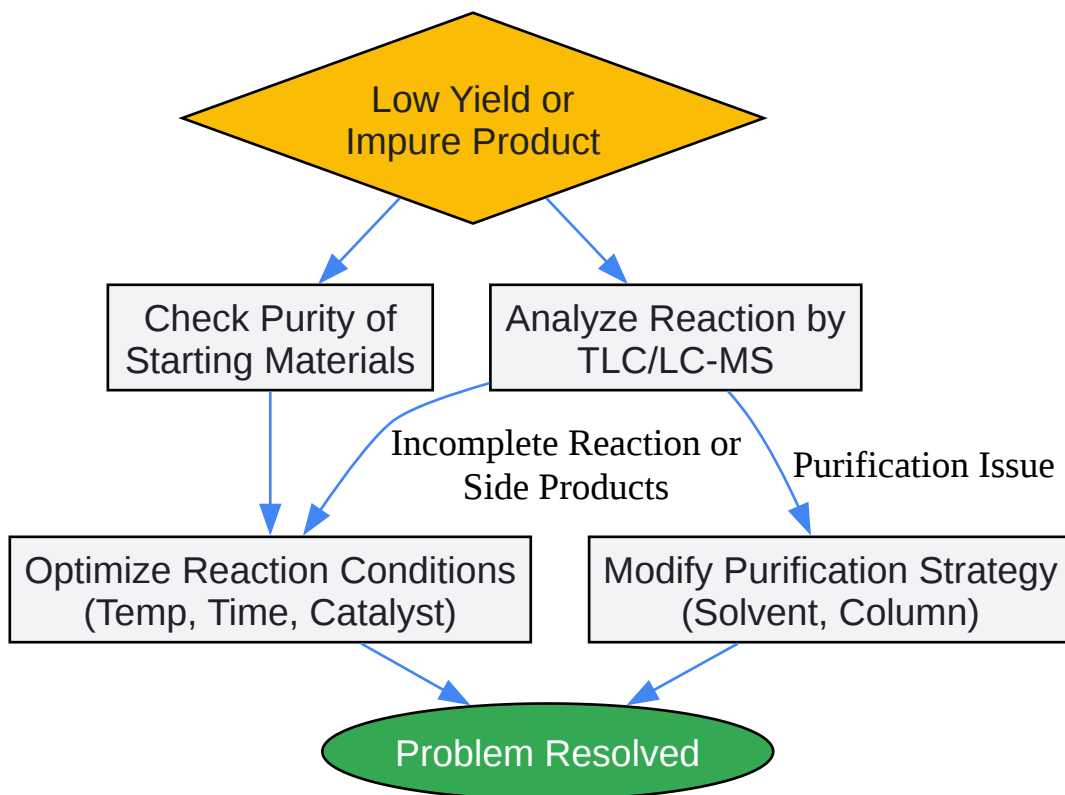 Low Yield or
Impure Product
Check Purity of
Starting Materials
Analyze Reaction by
TLC/LC-MS
Incomplete Reaction or
Side Products
Purification Issue
Optimize Reaction Conditions
(Temp, Time, Catalyst)
Modify Purification Strategy
(Solvent, Column)
Problem Resolved